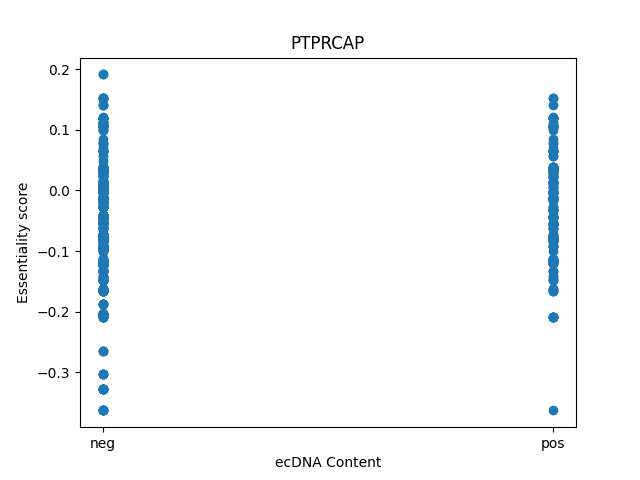 PTPRCAP
0.2
0.1
0.0
−0.1
−0.2
−0.3
Essentiality score
neg
pos
ecDNA Content